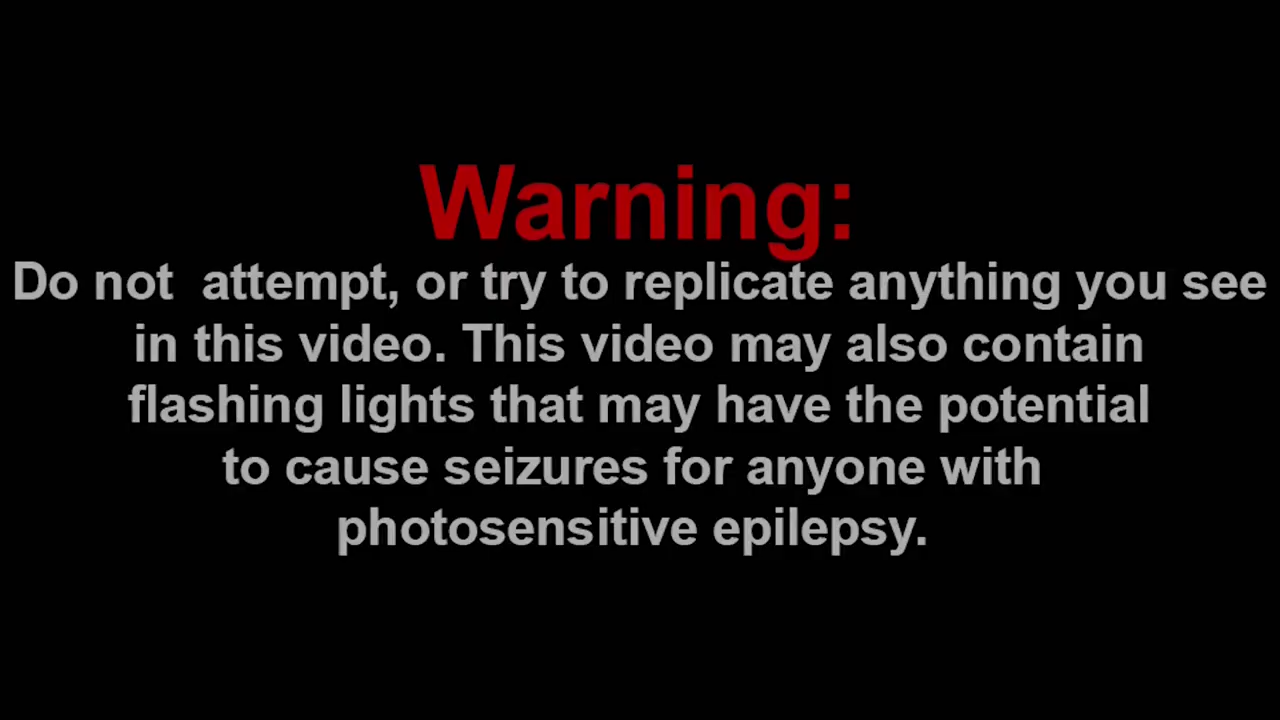 Warning:
Do not  attempt, or try to replicate anything you see
in this video. This video may also contain
flashing lights that may have the potential
to cause seizures for anyone with
photosensitive epilepsy.